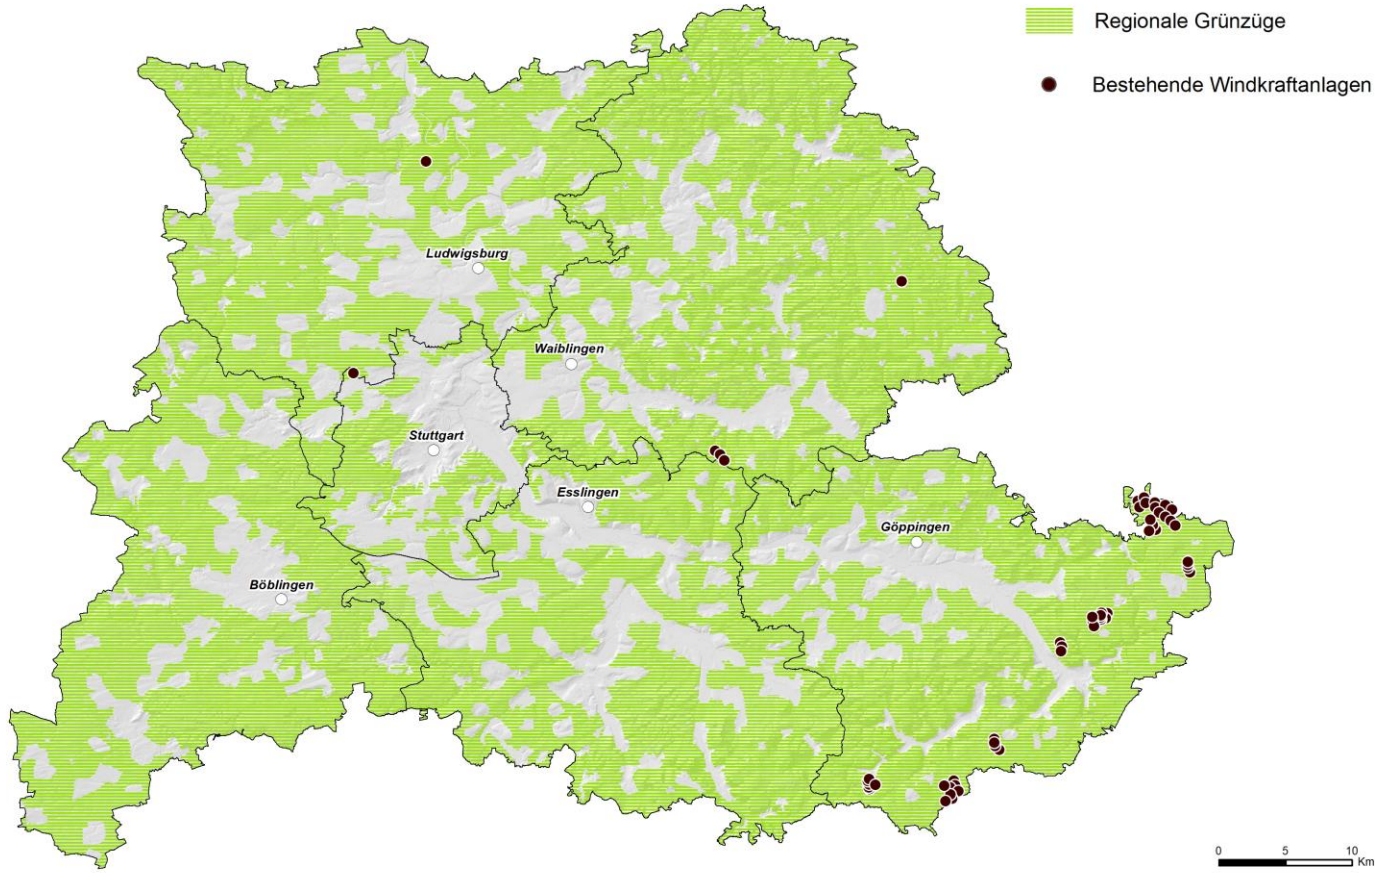 Regionale Grünzüge
Bestehende Windkraftanlagen
Ludwigsburg
Waiblingen
Stuttgart
Esslingen
Göppingen
Böblingen
0 5 10
Km